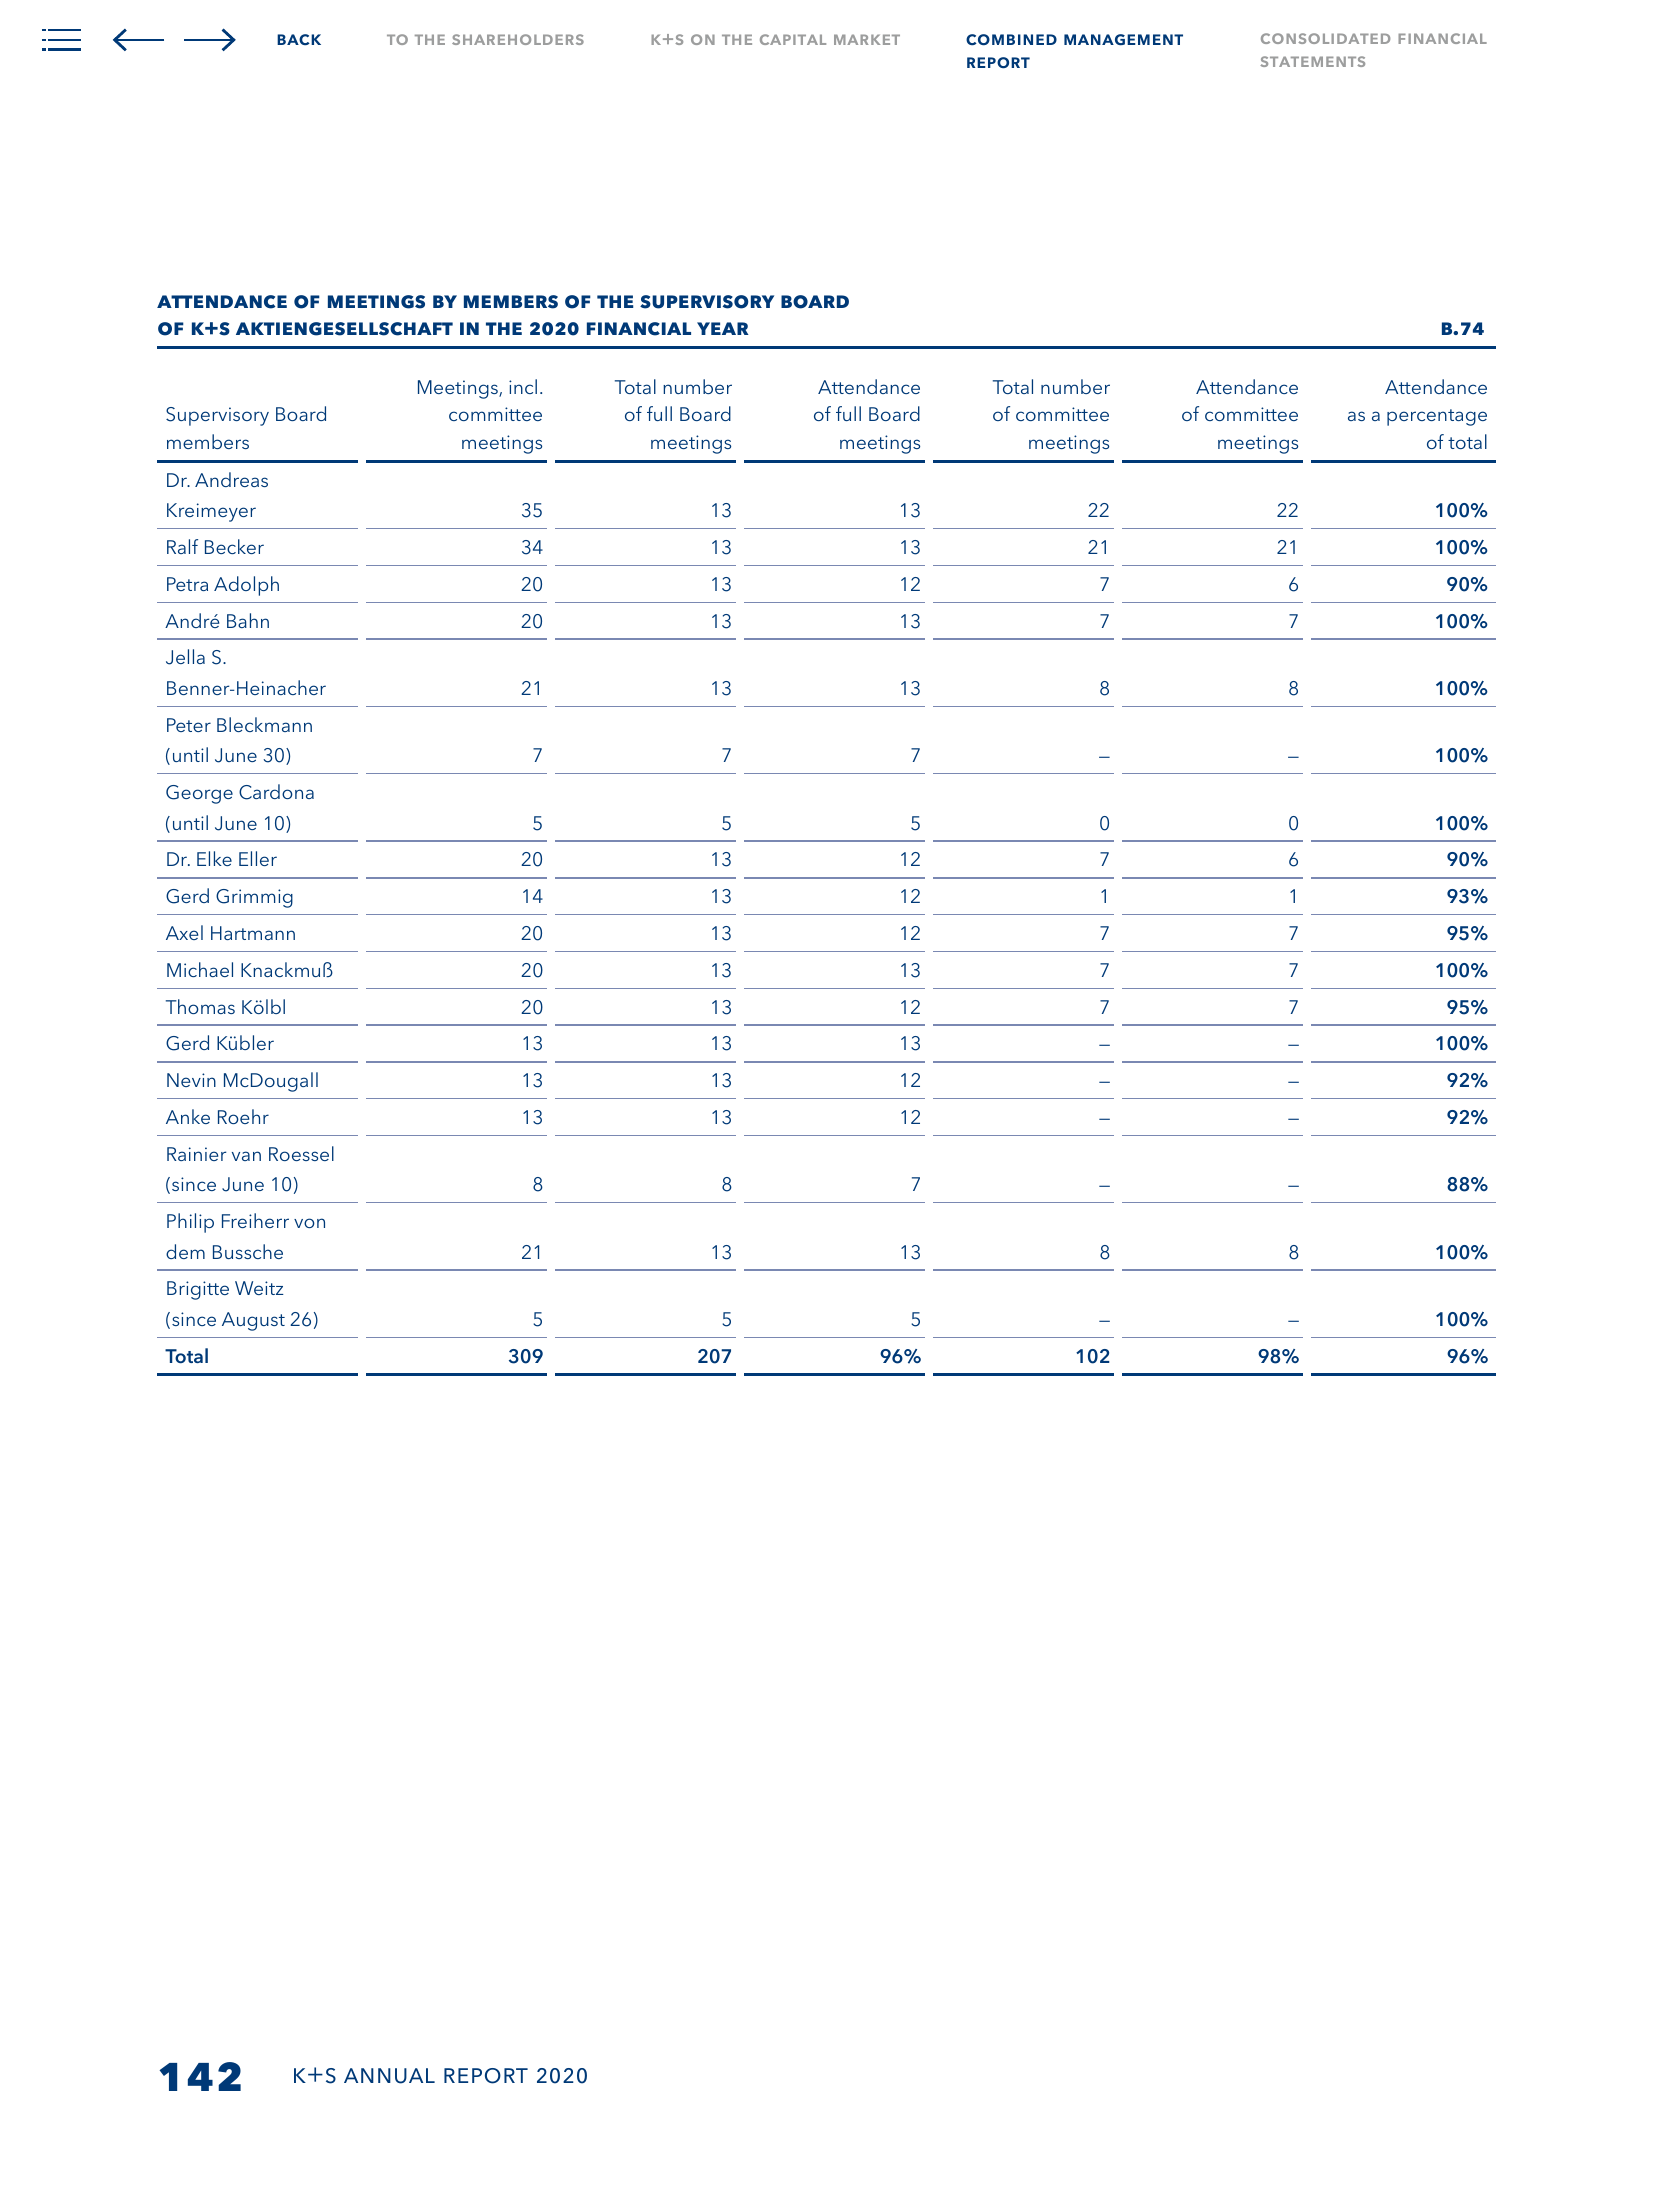 BACK TO THE SHAREHOLDERS K+S ON THE CAPITAL MARKET COMBINED MANAGEMENT REPORT CONSOLIDATED FINANCIAL STATEMENTS
ATTENDANCE OF MEETINGS BY MEMBERS OF THE SUPERVISORY BOARD
OF K+S AKTIENGESELLSCHAFT IN THE 2020 FINANCIAL YEAR B.74
Meetings, incl. Total number Attendance Total number Attendance Attendance
Supervisory Board committee of full Board of full Board of committee of committee as a percentage
members meetings meetings meetings meetings meetings of total
Dr. Andreas
Kreimeyer 35 13 13 22 22 100%
Ralf Becker 34 13 13 21 21 100%
Petra Adolph 20 13 12 7 6 90%
André Bahn 20 13 13 7 7 100%
Jella S.
Benner-Heinacher 21 13 13 8 8 100%
Peter Bleckmann
(until June 30) 7 7 7 – – 100%
George Cardona
(until June 10) 5 5 5 0 0 100%
Dr. Elke Eller 20 13 12 7 6 90%
Gerd Grimmig 14 13 12 1 1 93%
Axel Hartmann 20 13 12 7 7 95%
Michael Knackmuß 20 13 13 7 7 100%
Thomas Kölbl 20 13 12 7 7 95%
Gerd Kübler 13 13 13 – – 100%
Nevin McDougall 13 13 12 – – 92%
Anke Roehr 13 13 12 – – 92%
Rainier van Roessel
(since June 10) 8 8 7 – – 88%
Philip Freiherr von
dem Bussche 21 13 13 8 8 100%
Brigitte Weitz
(since August 26) 5 5 5 – – 100%
Total 309 207 96% 102 98% 96%
142 K+S ANNUAL REPORT 2020